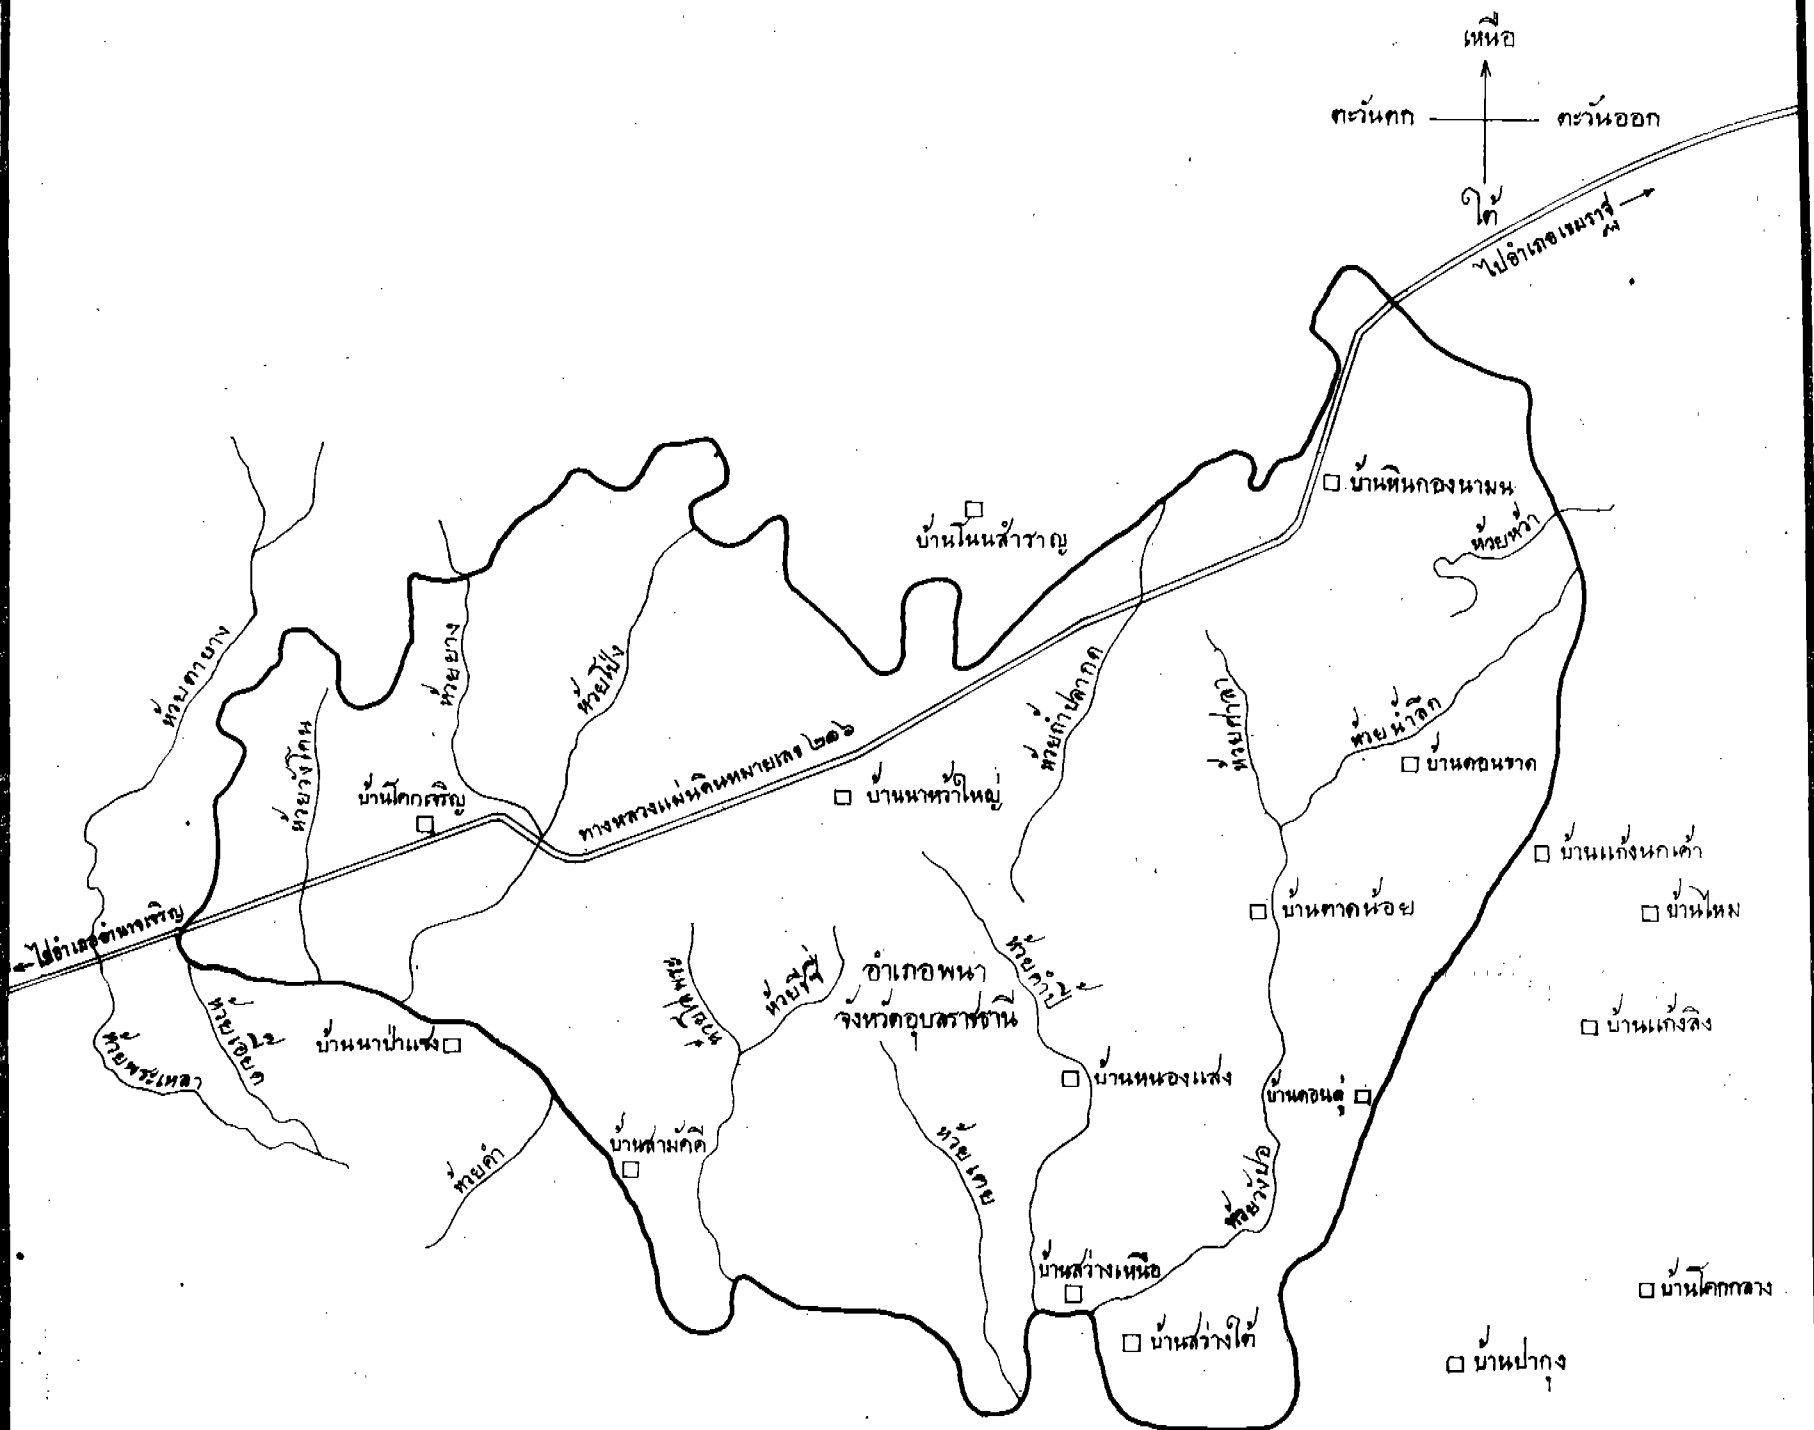 เหนือ
ตะวันตก
ตะวันออก
ใต้
ไปอำเภอเขมราฐ
บ้านหินกองนามน
บ้านโนนสำราญ
ห้วยหว้า
ห้วยตายาง
ห้วยยาง
ห้วยโป่ง
ห้วยถ้ำปลากด
ห้วยศาลา
ห้วยน้ำลึก
ห้วยวังโดน
บ้านโคกเจริญ
ทางหลวงแผ่นดินหมายเลข ๒๑๖
บ้านนาหว้าใหญ่
บ้านดอนขาด
บ้านแก้งนกเค้า
บ้านตาดน้อย
บ้านใหม
ไปอำเภออำนาจเจริญ
ห้วยขี้ขี่
อำเภอพนา
จังหวัดอุบลราชธานี
บ้านแก้งลิง
บ้านนาป่าแซง
ห้วยพระเหลา
บ้านหนองแสง
บ้านดอนดู่
บ้านสามัคคี
ห้วยคำ
ห้วยเดย
ห้วยวังปอ
บ้านสว่างเหนือ
บ้านโคกกลาง
บ้านสว่างใต้
บ้านปากุง